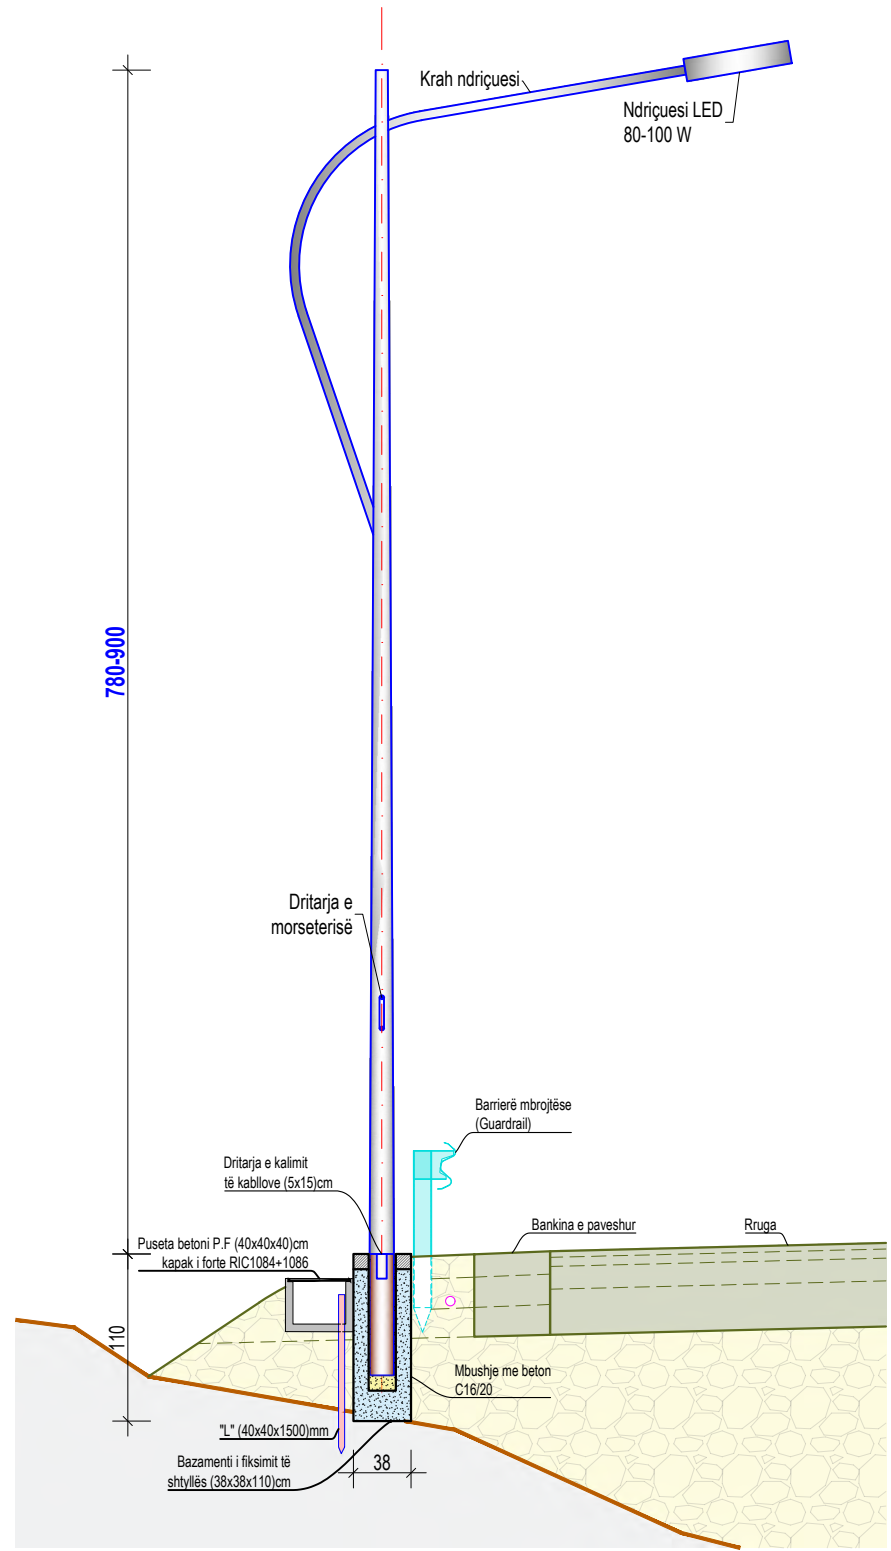 Krah ndriçuesi
Ndriçuesi LED
80-100 W
780-900
Dritarja e
morseterisë
Barrierë mbrojtëse
(Guardrail)
Dritarja e kalimit
të kabllove (5x15)cm
Bankina e paveshur
Rruga
Puseta betoni P.F (40x40x40)cm
kapak i forte RIC1084+1086
110
Mbushje me beton
C16/20
"L" (40x40x1500)mm
Bazamenti i fiksimit të
shtyllës (38x38x110)cm
38